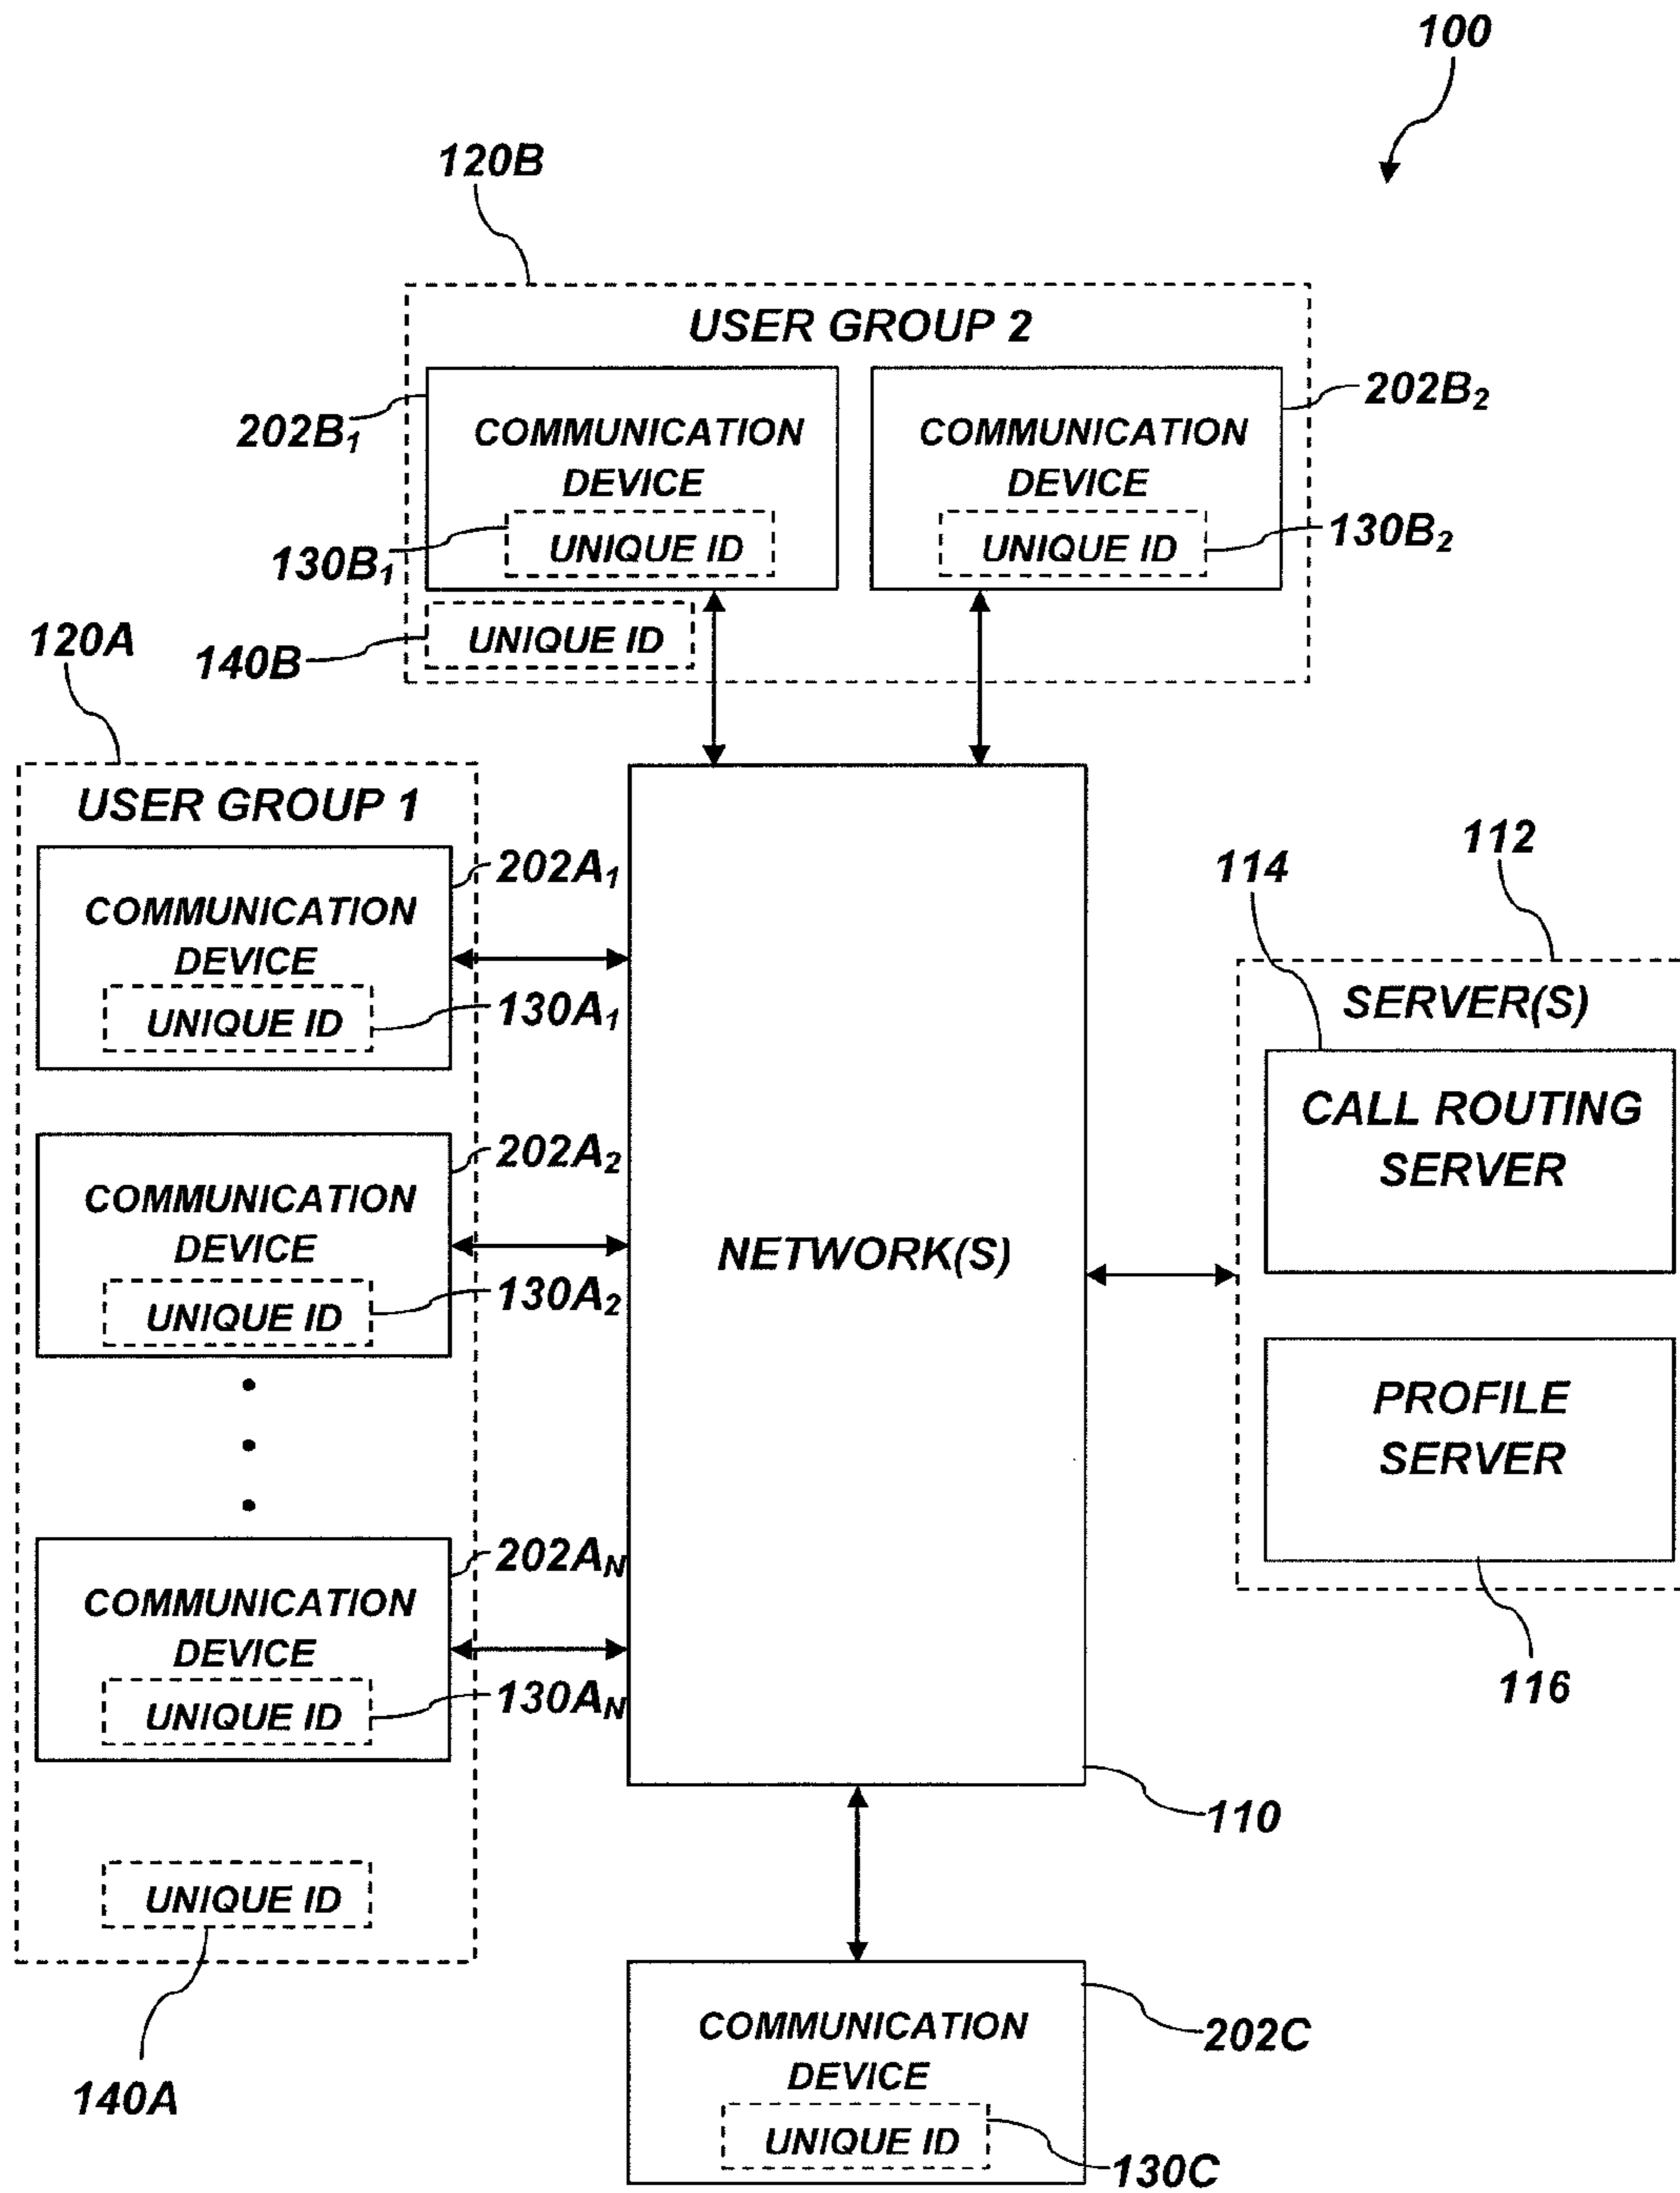 100
120B
USER GROUP 2
202B₁
COMMUNICATION
DEVICE
UNIQUE ID
130B₁
COMMUNICATION
DEVICE
UNIQUE ID
202B₂
130B₂
UNIQUE ID
140B
120A
USER GROUP 1
COMMUNICATION
DEVICE
UNIQUE ID
202A₁
130A₁
COMMUNICATION
DEVICE
UNIQUE ID
202A₂
130A₂
COMMUNICATION
DEVICE
UNIQUE ID
202A_N
130A_N
UNIQUE ID
140A
NETWORK(S)
110
112
114
SERVER(S)
CALL ROUTING
SERVER
PROFILE
SERVER
116
COMMUNICATION
DEVICE
UNIQUE ID
202C
130C